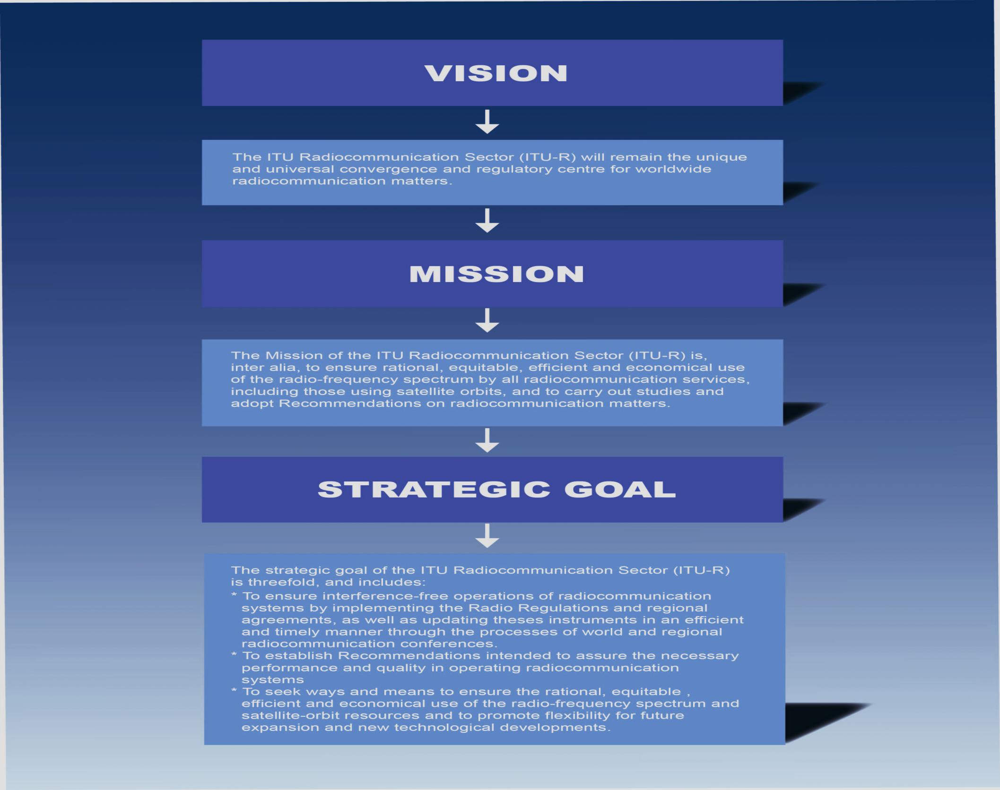 VISION
The ITU Radiocommunication Sector (ITU-R) will remain the unique
and universal convergence and regulatory centre for worldwide
radiocommunication matters.
MISSION
The Mission of the ITU Radiocommunication Sector (ITU-R) is,
inter alia, to ensure rational, equitable, efficient and economical use
of the radio-frequency spectrum by all radiocommunication services,
including those using satellite orbits, and to carry out studies and
adopt Recommendations on radiocommunication matters.
STRATEGIC GOAL
The strategic goal of the ITU Radiocommunication Sector (ITU-R)
is threefold, and includes:
* To ensure interference-free operations of radiocommunication
systems by implementing the Radio Regulations and regional
agreements, as well as updating theses instruments in an efficient
and timely manner through the processes of world and regional
radiocommunication conferences.
* To establish Recommendations intended to assure the necessary
performance and quality in operating radiocommunication
systems
* To seek ways and means to ensure the rational, equitable ,
efficient and economical use of the radio-frequency spectrum and
satellite-orbit resources and to promote flexibility for future
expansion and new technological developments.